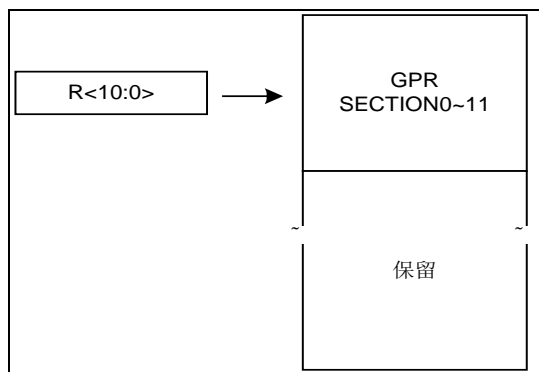 R<10:0>
GPR
SECTION0~11
~ ~
保留